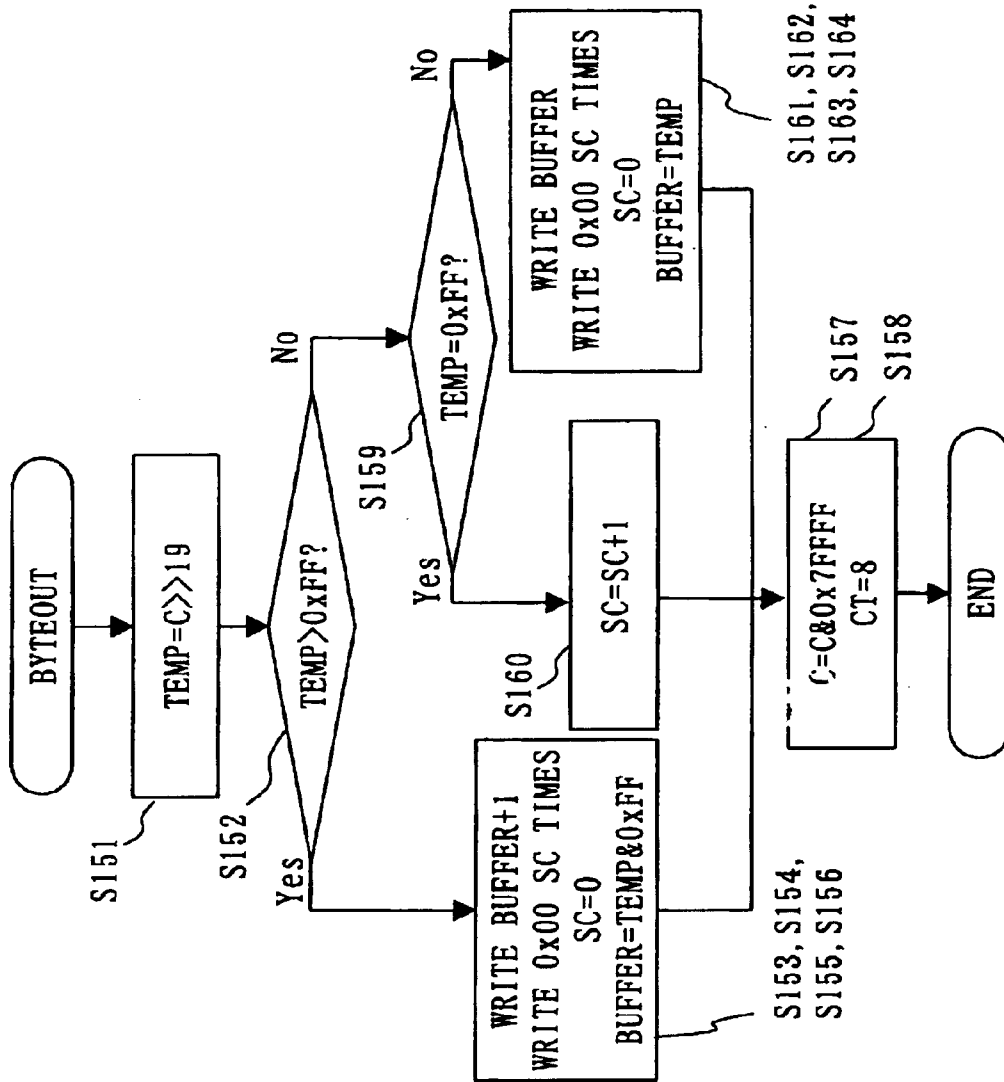 BYTEOUT
S151
TEMP=C>>19
S152
TEMP>0xFF?
Yes
No
S159
TEMP=0xFF?
Yes
No
WRITE BUFFER+1
WRITE 0x00 SC TIMES
SC=0
BUFFER=TEMP&0xFF
S153, S154,
S155, S156
S160
SC=SC+1
WRITE BUFFER
WRITE 0x00 SC TIMES
SC=0
BUFFER=TEMP
S161, S162,
S163, S164
C=C&0x7FFFF
CT=8
S157
S158
END